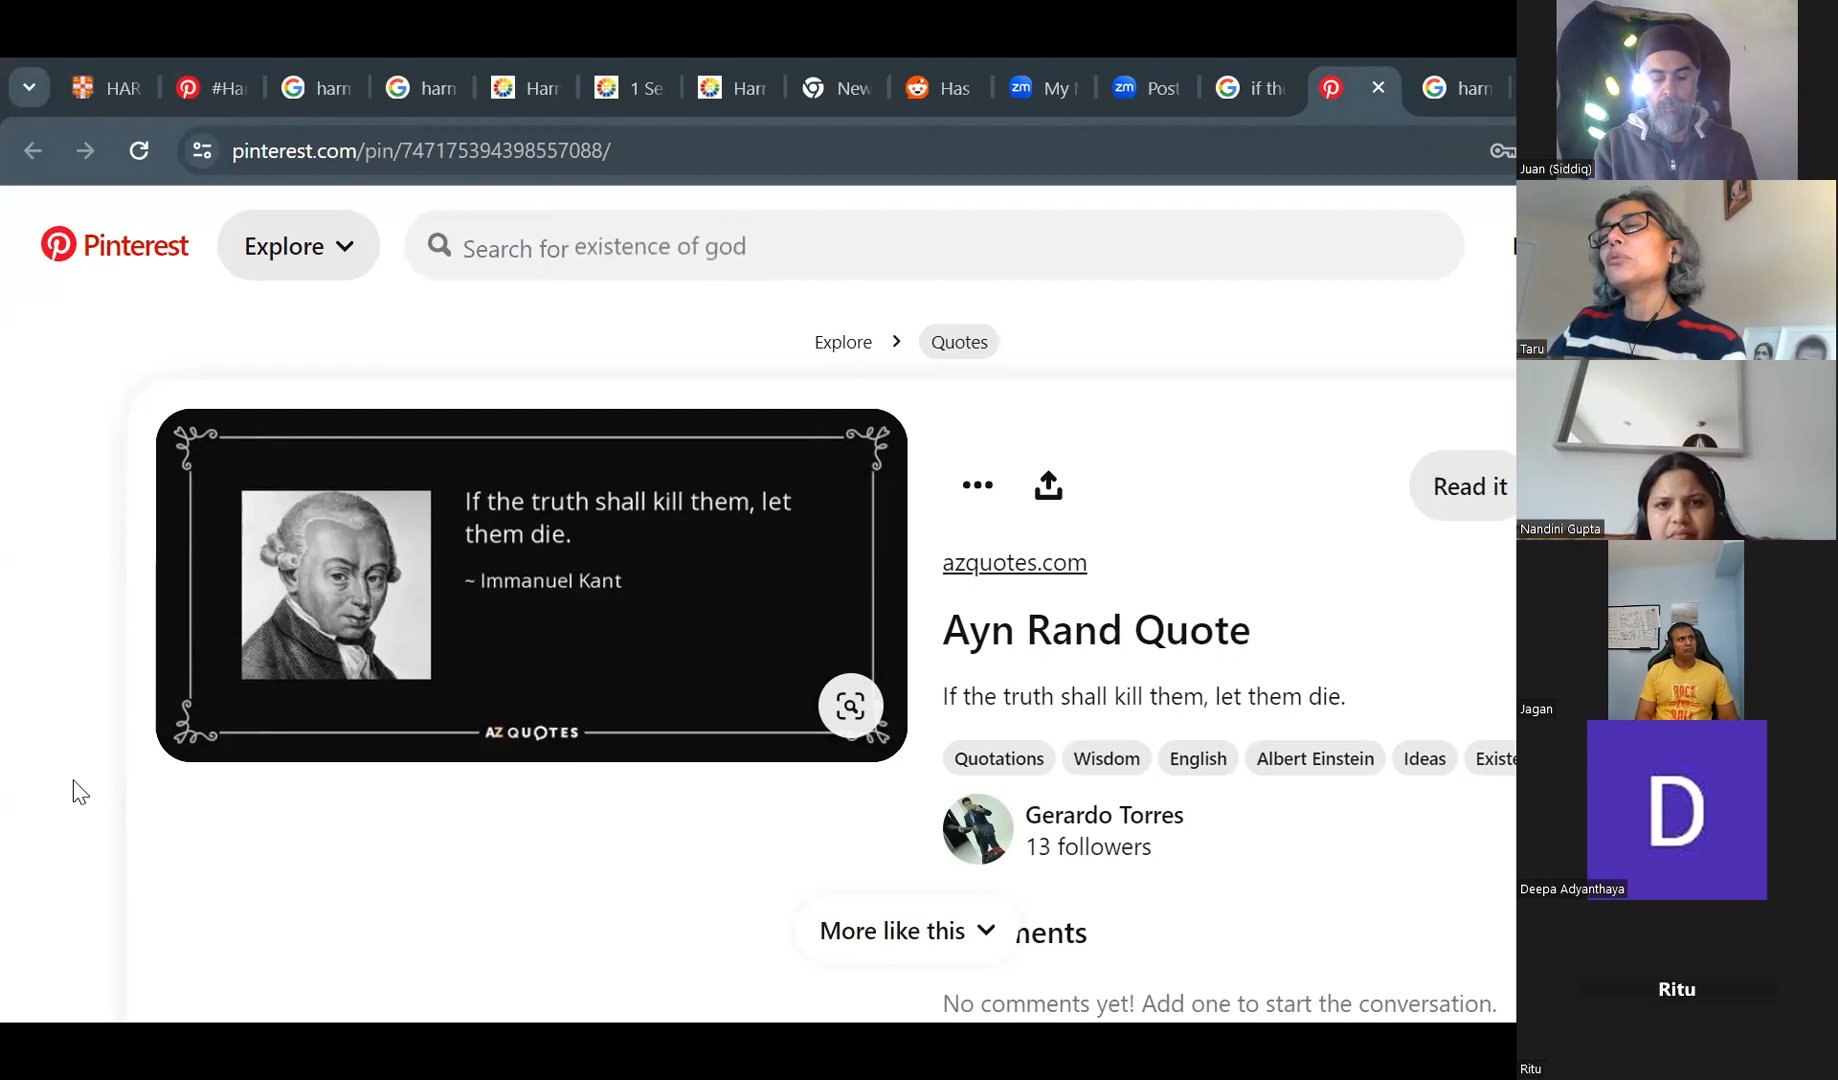 HAR
#Ha
harn
harn
Harr
1 Se
Harr
New
Has
zm
My
zm
Post
if th
harn
pinterest.com/pin/747175394398557088/
Pinterest
Explore
Search for existence of god
Explore
Quotes
If the truth shall kill them, let
them die.
~ Immanuel Kant
AZ QUOTES
Read it
azquotes.com
Ayn Rand Quote
If the truth shall kill them, let them die.
Quotations
Wisdom
English
Albert Einstein
Ideas
Existe
Gerardo Torres
13 followers
More like this
nents
No comments yet! Add one to start the conversation.
Juan (Siddiq)
Taru
Nandini Gupta
Jagan
D
Deepa Adyanthaya
Ritu
Ritu